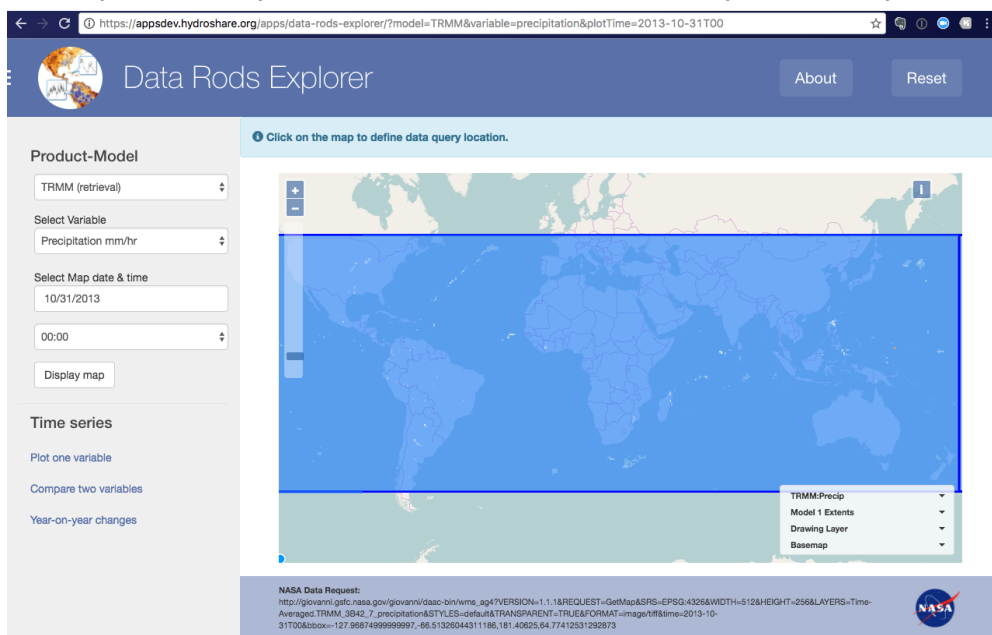 https://appsdev.hydroshare.org/apps/data-rods-explorer/?model=TRMM&variable=precipitation&plotTime=2013-10-31T00
Data Rods Explorer
About
Reset
Click on the map to define data query location.
Product-Model
TRMM (retrieval)
Select Variable
Precipitation mm/hr
Select Map date & time
10/31/2013
00:00
Display map
Time series
Plot one variable
Compare two variables
Year-on-year changes
+
−
i
TRMM:Precip
Model 1 Extents
Drawing Layer
Basemap
NASA Data Request:
http://giovanni.gsfc.nasa.gov/giovanni/daac-bin/wms_ag4?VERSION=1.1.1&REQUEST=GetMap&SRS=EPSG:4326&WIDTH=512&HEIGHT=256&LAYERS=Time-
Averaged.TRMM_3B42_7_precipitation&STYLES=default&TRANSPARENT=TRUE&FORMAT=image/tiff&time=2013-10-
31T00&bbox=-127.96874999999997,-66.51326044311186,181.40625,64.77412531292873
NASA